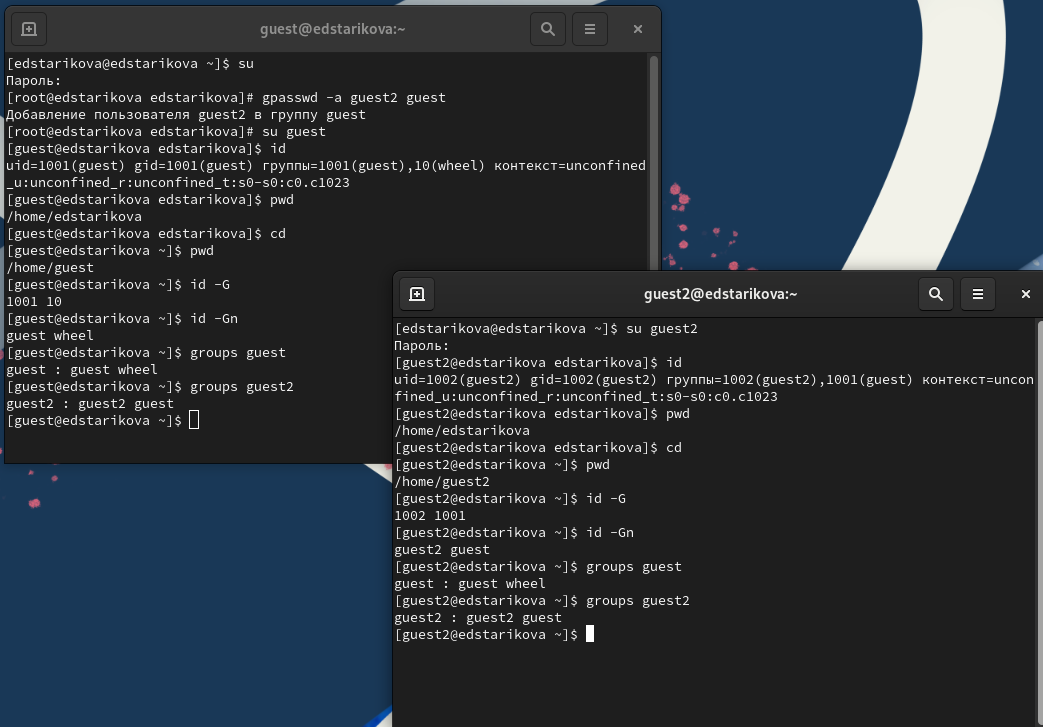 guest@edstarikova:~
[edstarikova@edstarikova ~]$ su
Пароль:
[root@edstarikova edstarikova]# gpasswd -a guest2 guest
Добавление пользователя guest2 в группу guest
[root@edstarikova edstarikova]# su guest
[guest@edstarikova edstarikova]$ id
uid=1001(guest) gid=1001(guest) группы=1001(guest),10(wheel) контекст=unconfined
_u:unconfined_r:unconfined_t:s0-s0:c0.c1023
[guest@edstarikova edstarikova]$ pwd
/home/edstarikova
[guest@edstarikova edstarikova]$ cd
[guest@edstarikova ~]$ pwd
/home/guest
[guest@edstarikova ~]$ id -G
1001 10
[guest@edstarikova ~]$ id -Gn
guest wheel
[guest@edstarikova ~]$ groups guest
guest : guest wheel
[guest@edstarikova ~]$ groups guest2
guest2 : guest2 guest
[guest@edstarikova ~]$
guest2@edstarikova:~
[edstarikova@edstarikova ~]$ su guest2
Пароль:
[guest2@edstarikova edstarikova]$ id
uid=1002(guest2) gid=1002(guest2) группы=1002(guest2),1001(guest) контекст=uncon
fined_u:unconfined_r:unconfined_t:s0-s0:c0.c1023
[guest2@edstarikova edstarikova]$ pwd
/home/edstarikova
[guest2@edstarikova edstarikova]$ cd
[guest2@edstarikova ~]$ pwd
/home/guest2
[guest2@edstarikova ~]$ id -G
1002 1001
[guest2@edstarikova ~]$ id -Gn
guest2 guest
[guest2@edstarikova ~]$ groups guest
guest : guest wheel
[guest2@edstarikova ~]$ groups guest2
guest2 : guest2 guest
[guest2@edstarikova ~]$